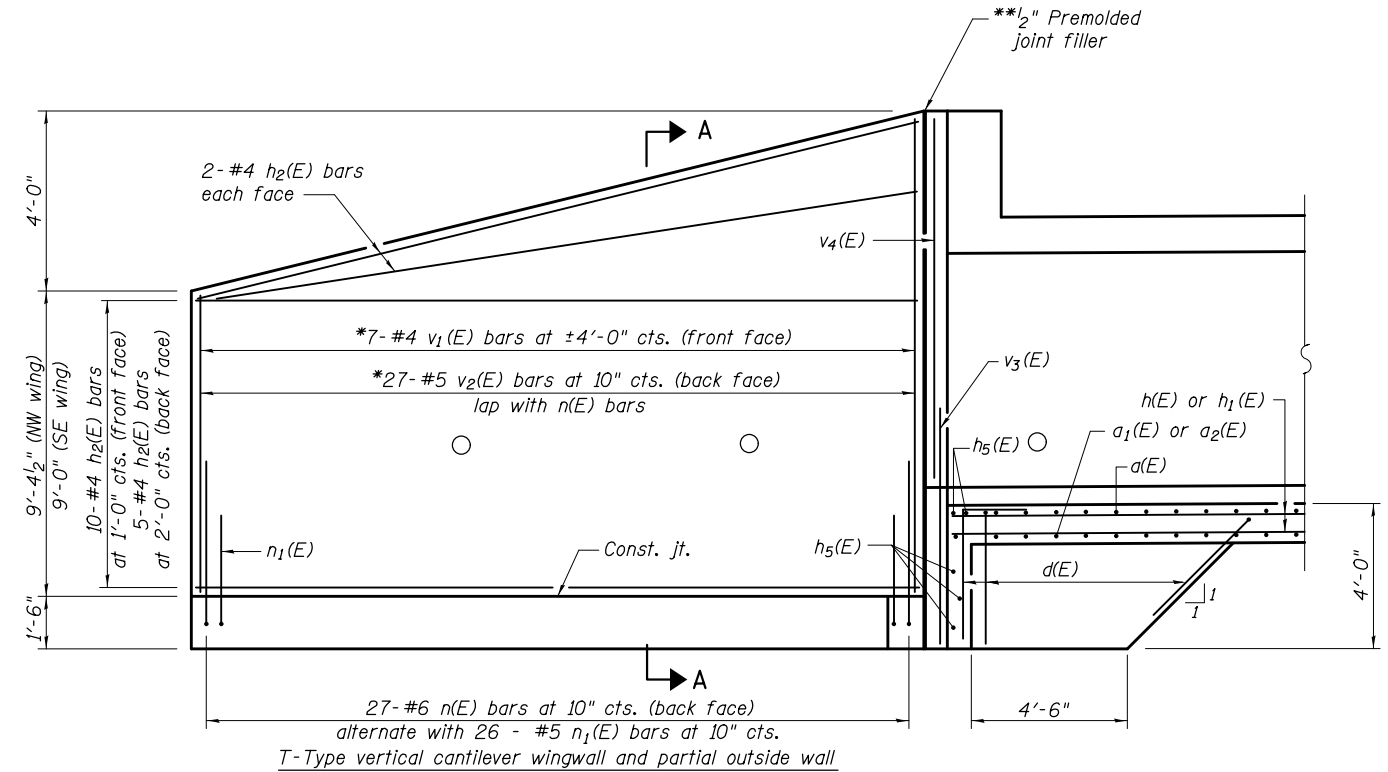 **1/2" Premolded
joint filler
A
2-#4 h2(E) bars
each face
4'-0"
v4(E)
*7-#4 v1(E) bars at ±4'-0" cts. (front face)
*27-#5 v2(E) bars at 10" cts. (back face)
lap with n(E) bars
v3(E)
h(E) or h1(E)
a1(E) or a2(E)
h5(E)
a(E)
9'-4 1/2" (NW wing)
9'-0" (SE wing)
10-#4 h2(E) bars
at 1'-0" cts. (front face)
5-#4 h2(E) bars
at 2'-0" cts. (back face)
n1(E)
Const. jt.
h5(E)
d(E)
1
1
4'-0"
1'-6"
A
27-#6 n(E) bars at 10" cts. (back face)
alternate with 26 - #5 n1(E) bars at 10" cts.
4'-6"
T-Type vertical cantilever wingwall and partial outside wall